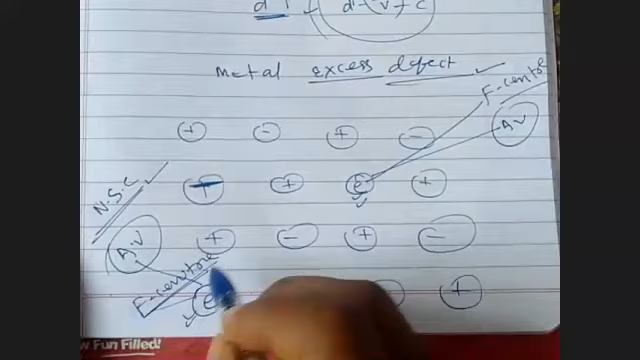 metal excess defect
F-centre
+ - + -
A.V
+ + e- +
N.S.C
+ - + -
A.V
F-centre
e- +
w Fun Filled!